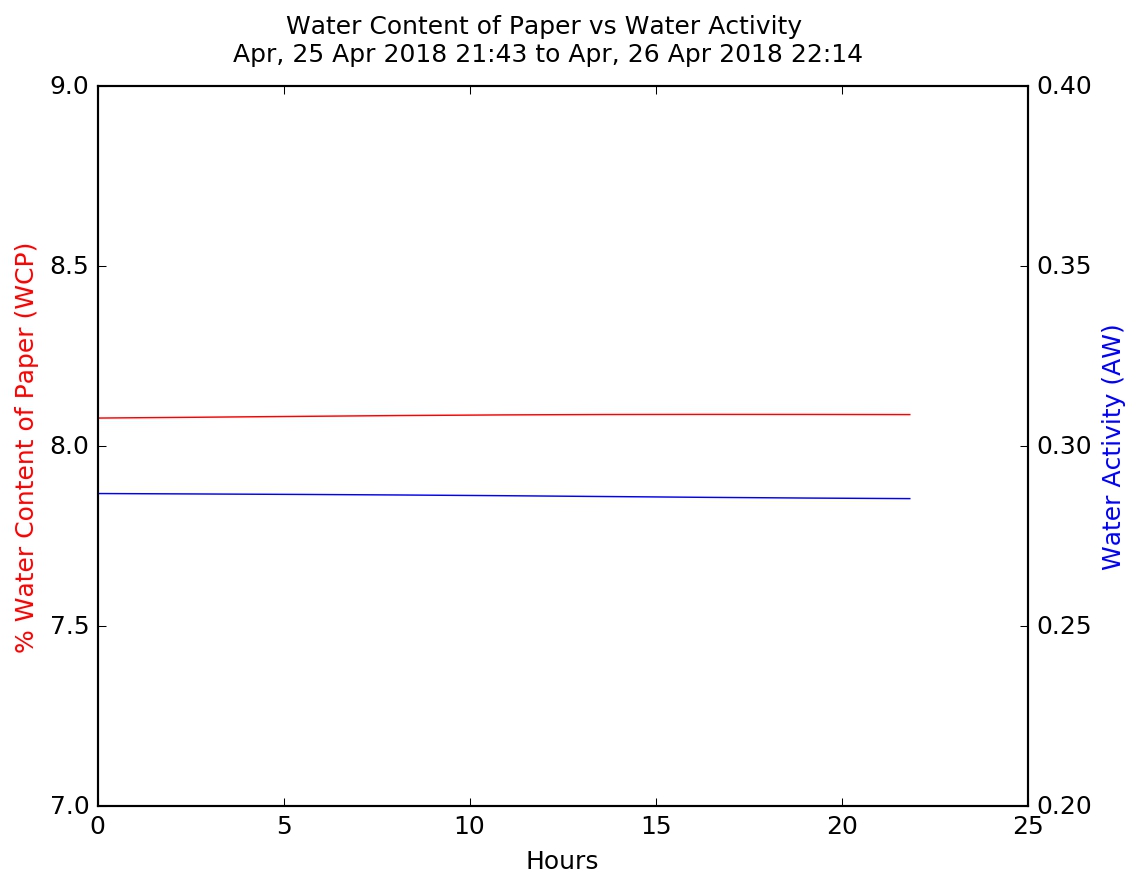 Water Content of Paper vs Water Activity
Apr, 25 Apr 2018 21:43 to Apr, 26 Apr 2018 22:14
% Water Content of Paper (WCP)
9.0
8.5
8.0
7.5
7.0
0.40
0.35
0.30
0.25
0.20
Water Activity (AW)
0 5 10 15 20 25
Hours